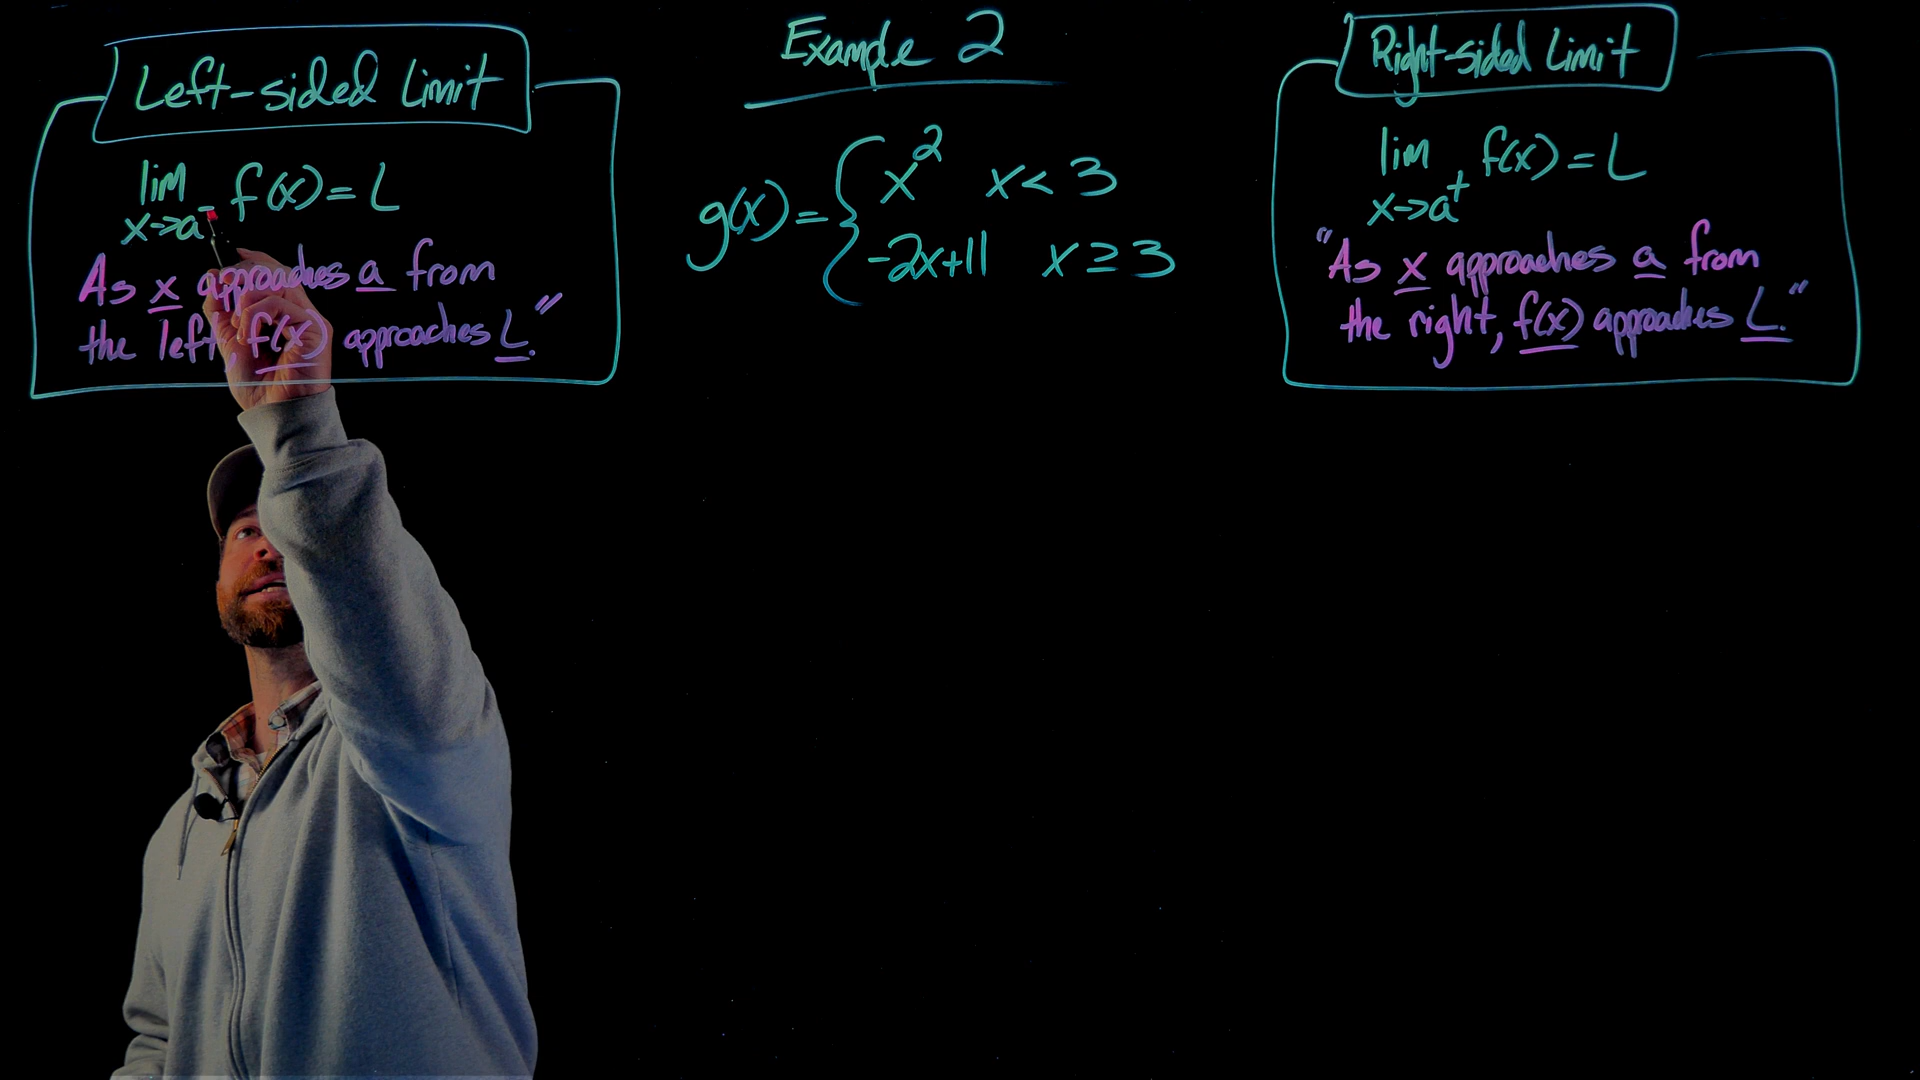 Left-sided Limit
lim f(x) = L
x→a⁻
As x approaches a from
the left, f(x) approaches L."
Example 2
g(x) = { x² x < 3
-2x+11 x ≥ 3
Right-sided Limit
lim f(x) = L
x→a⁺
"As x approaches a from
the right, f(x) approaches L."